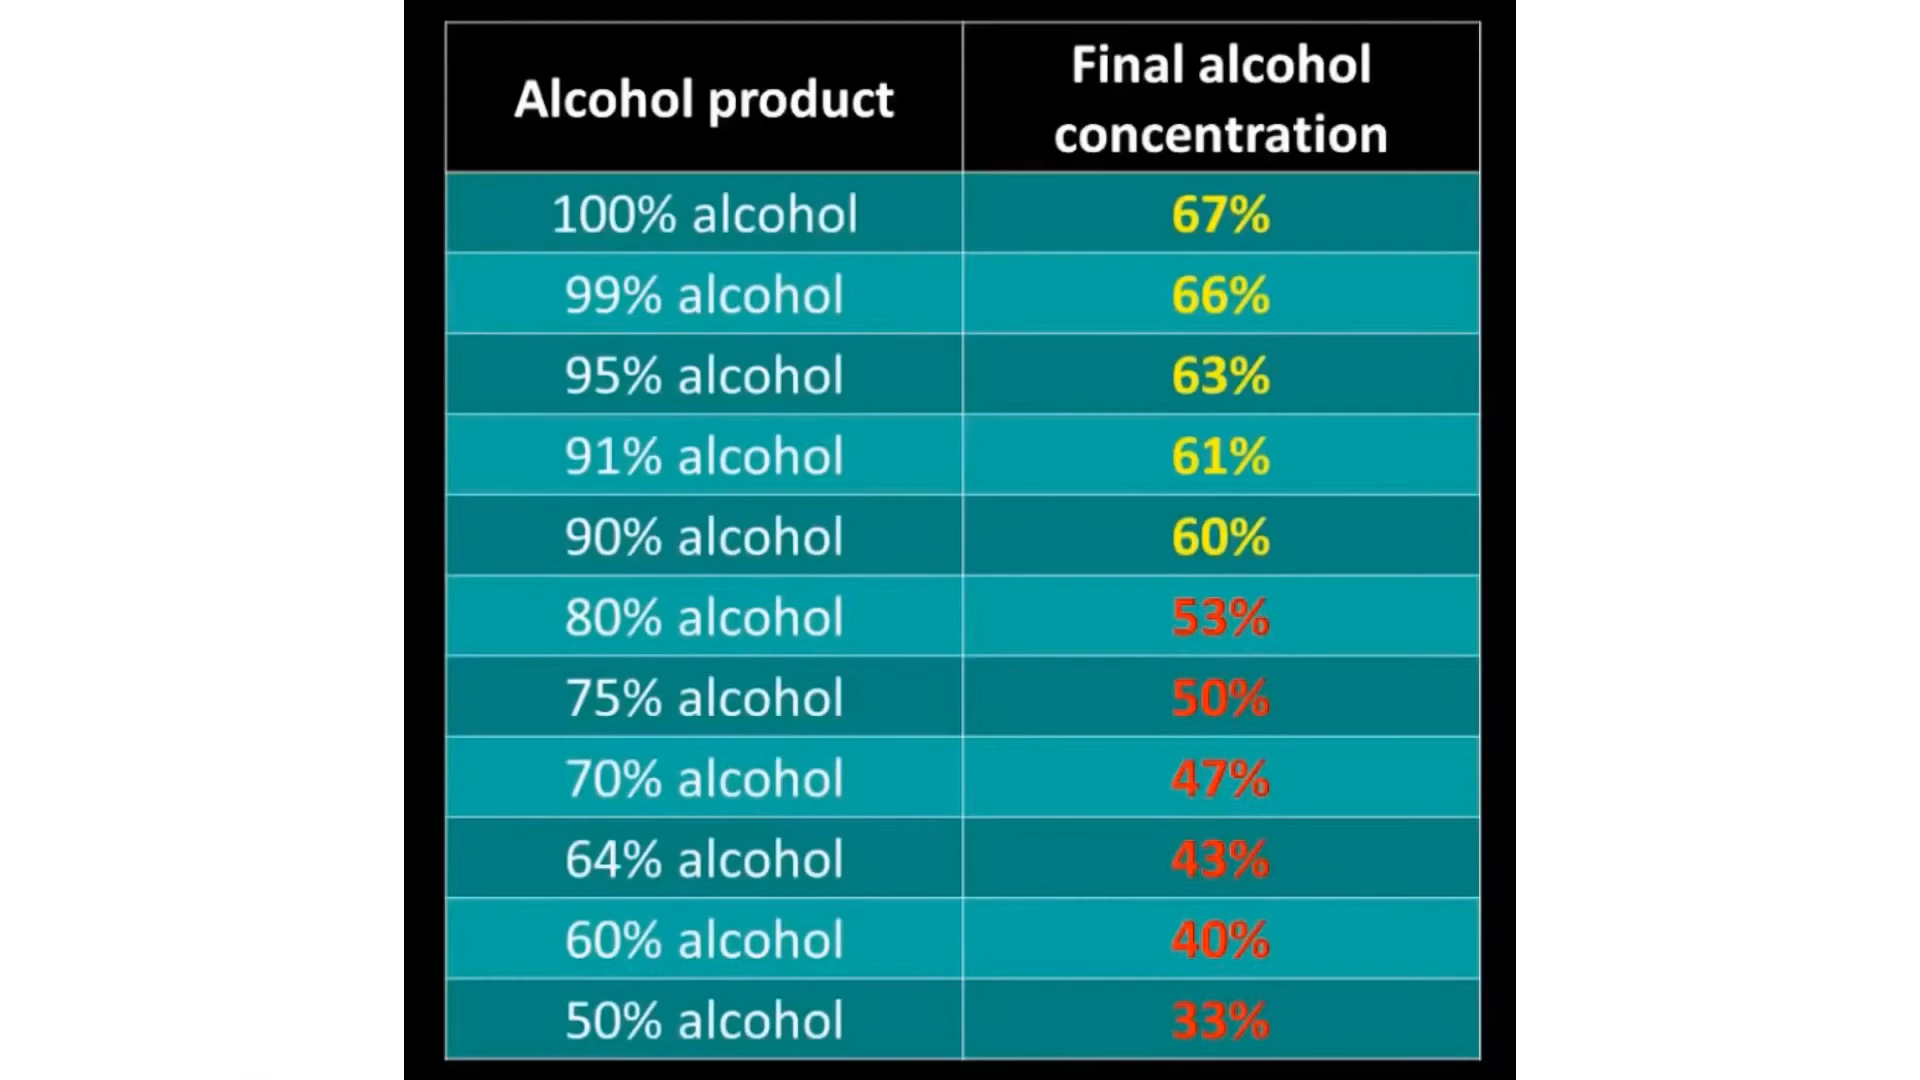 Alcohol product
Final alcohol
concentration
100% alcohol 67%
99% alcohol 66%
95% alcohol 63%
91% alcohol 61%
90% alcohol 60%
80% alcohol 53%
75% alcohol 50%
70% alcohol 47%
64% alcohol 43%
60% alcohol 40%
50% alcohol 33%